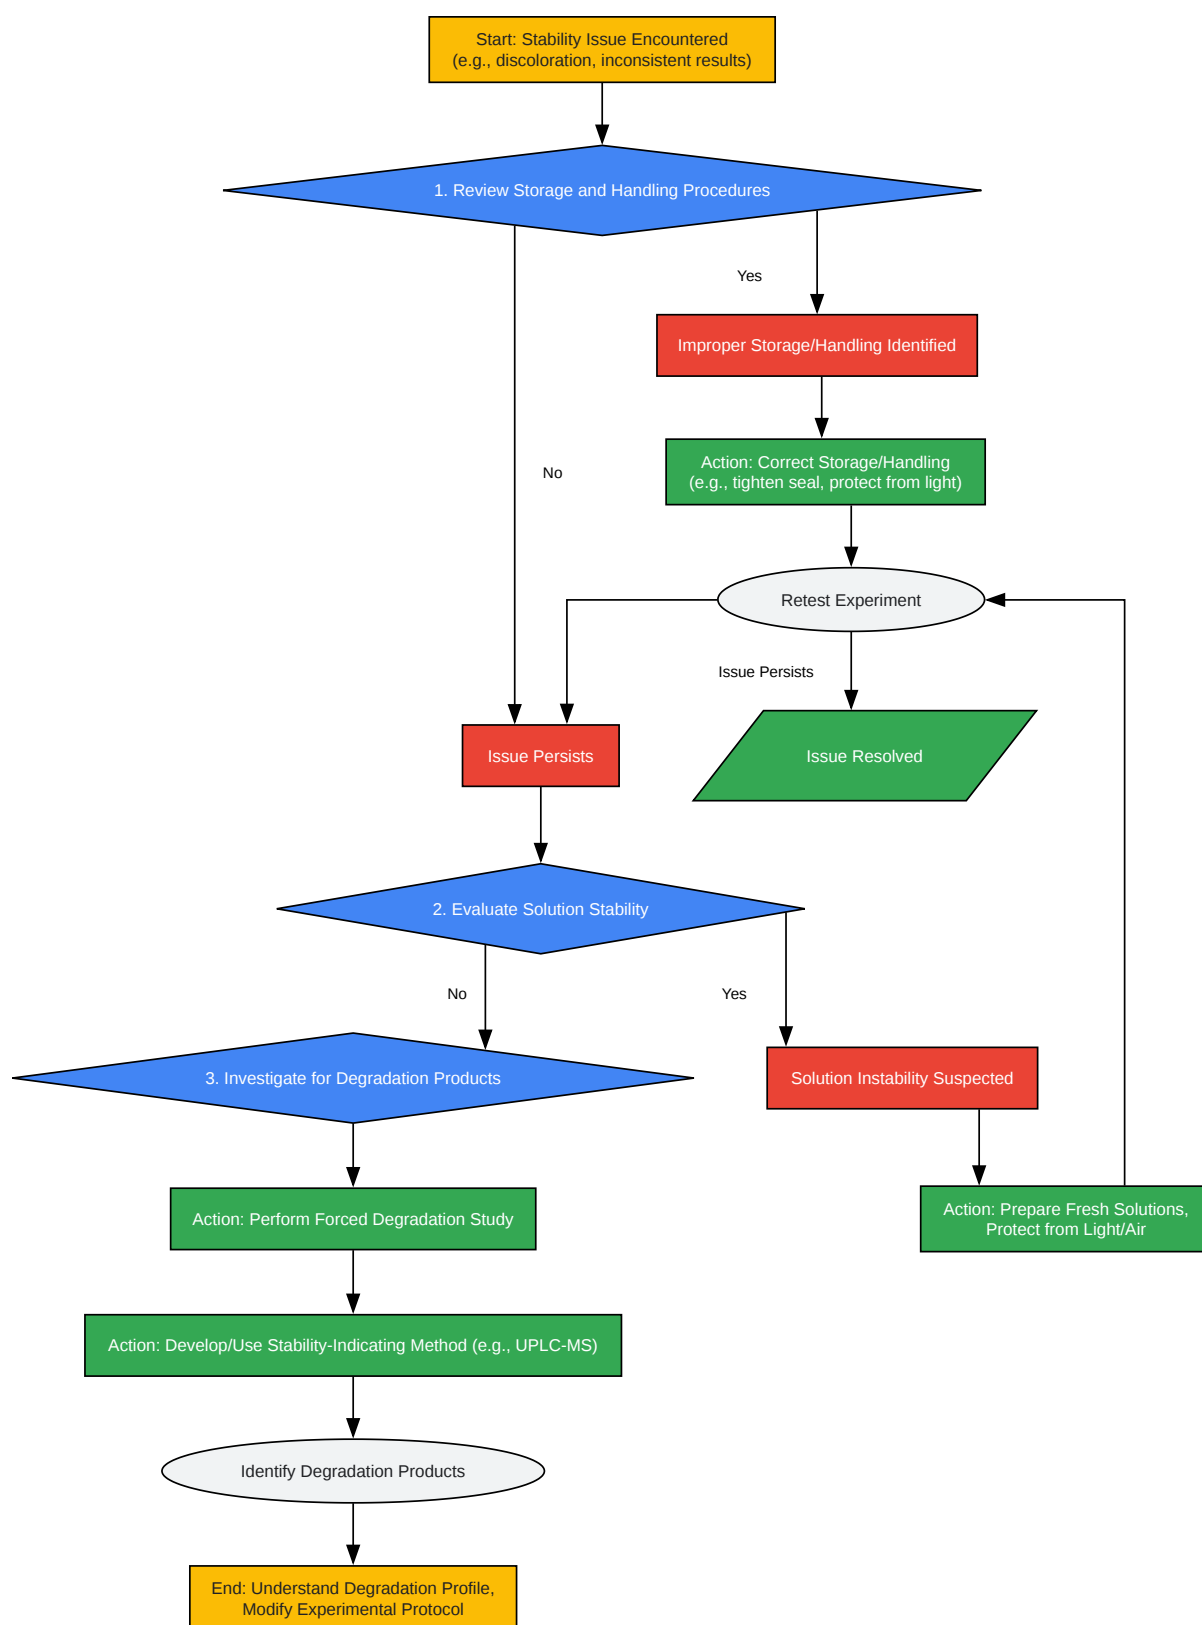 Start: Stability Issue Encountered
(e.g., discoloration, inconsistent results)
1. Review Storage and Handling Procedures
Yes
Improper Storage/Handling Identified
No
Action: Correct Storage/Handling
(e.g., tighten seal, protect from light)
Retest Experiment
Issue Persists
Issue Persists
Issue Resolved
2. Evaluate Solution Stability
No
Yes
3. Investigate for Degradation Products
Solution Instability Suspected
Action: Perform Forced Degradation Study
Action: Prepare Fresh Solutions,
Protect from Light/Air
Action: Develop/Use Stability-Indicating Method (e.g., UPLC-MS)
Identify Degradation Products
End: Understand Degradation Profile,
Modify Experimental Protocol